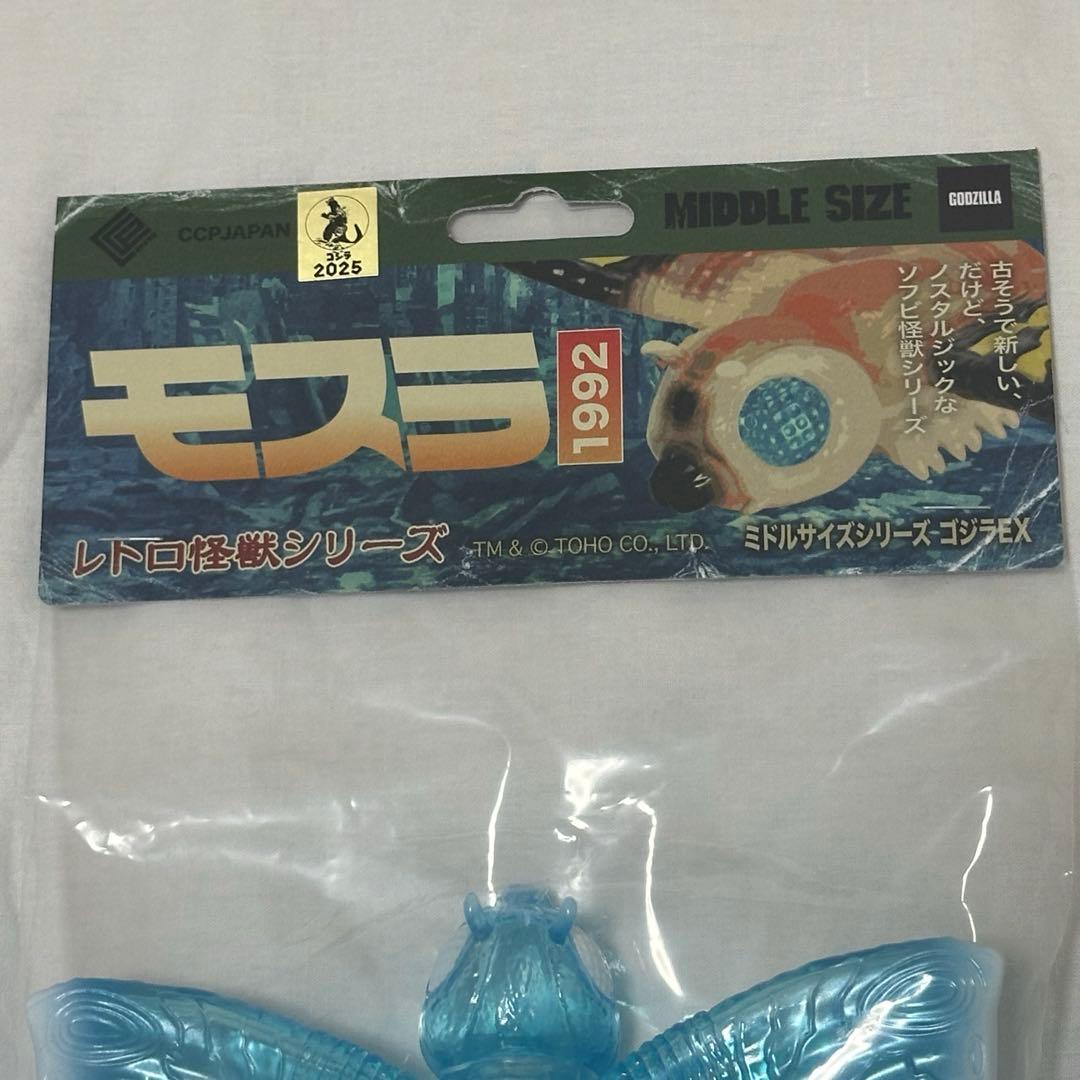 CCPJAPAN
ゴジラ
2025
MIDDLE SIZE
GODZILLA
モスラ
1992
古そうで新しい、
だけど、
ノスタルジックな
ソフビ怪獣シリーズ
レトロ怪獣シリーズ
TM & © TOHO CO., LTD.
ミドルサイズシリーズ ゴジラEX